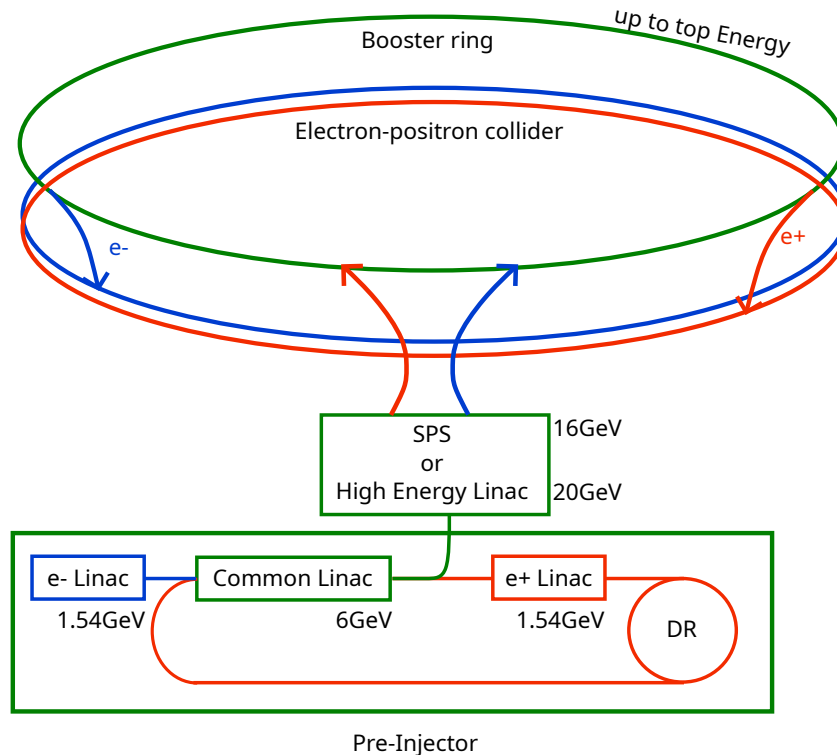 up to top Energy
Booster ring
Electron-positron collider
e-
e+
SPS
or
High Energy Linac
16GeV
20GeV
e- Linac
Common Linac
e+ Linac
1.54GeV
6GeV
1.54GeV
DR
Pre-Injector